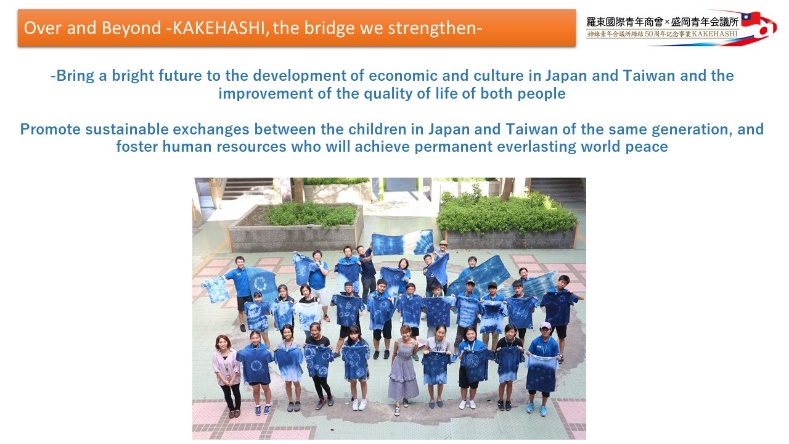 Over and Beyond -KAKEHASHI, the bridge we strengthen-
羅東國際青年商會×盛岡青年会議所
姉妹青年会議所締結50周年記念事業KAKEHASHI
-Bring a bright future to the development of economic and culture in Japan and Taiwan and the
improvement of the quality of life of both people
Promote sustainable exchanges between the children in Japan and Taiwan of the same generation, and
foster human resources who will achieve permanent everlasting world peace